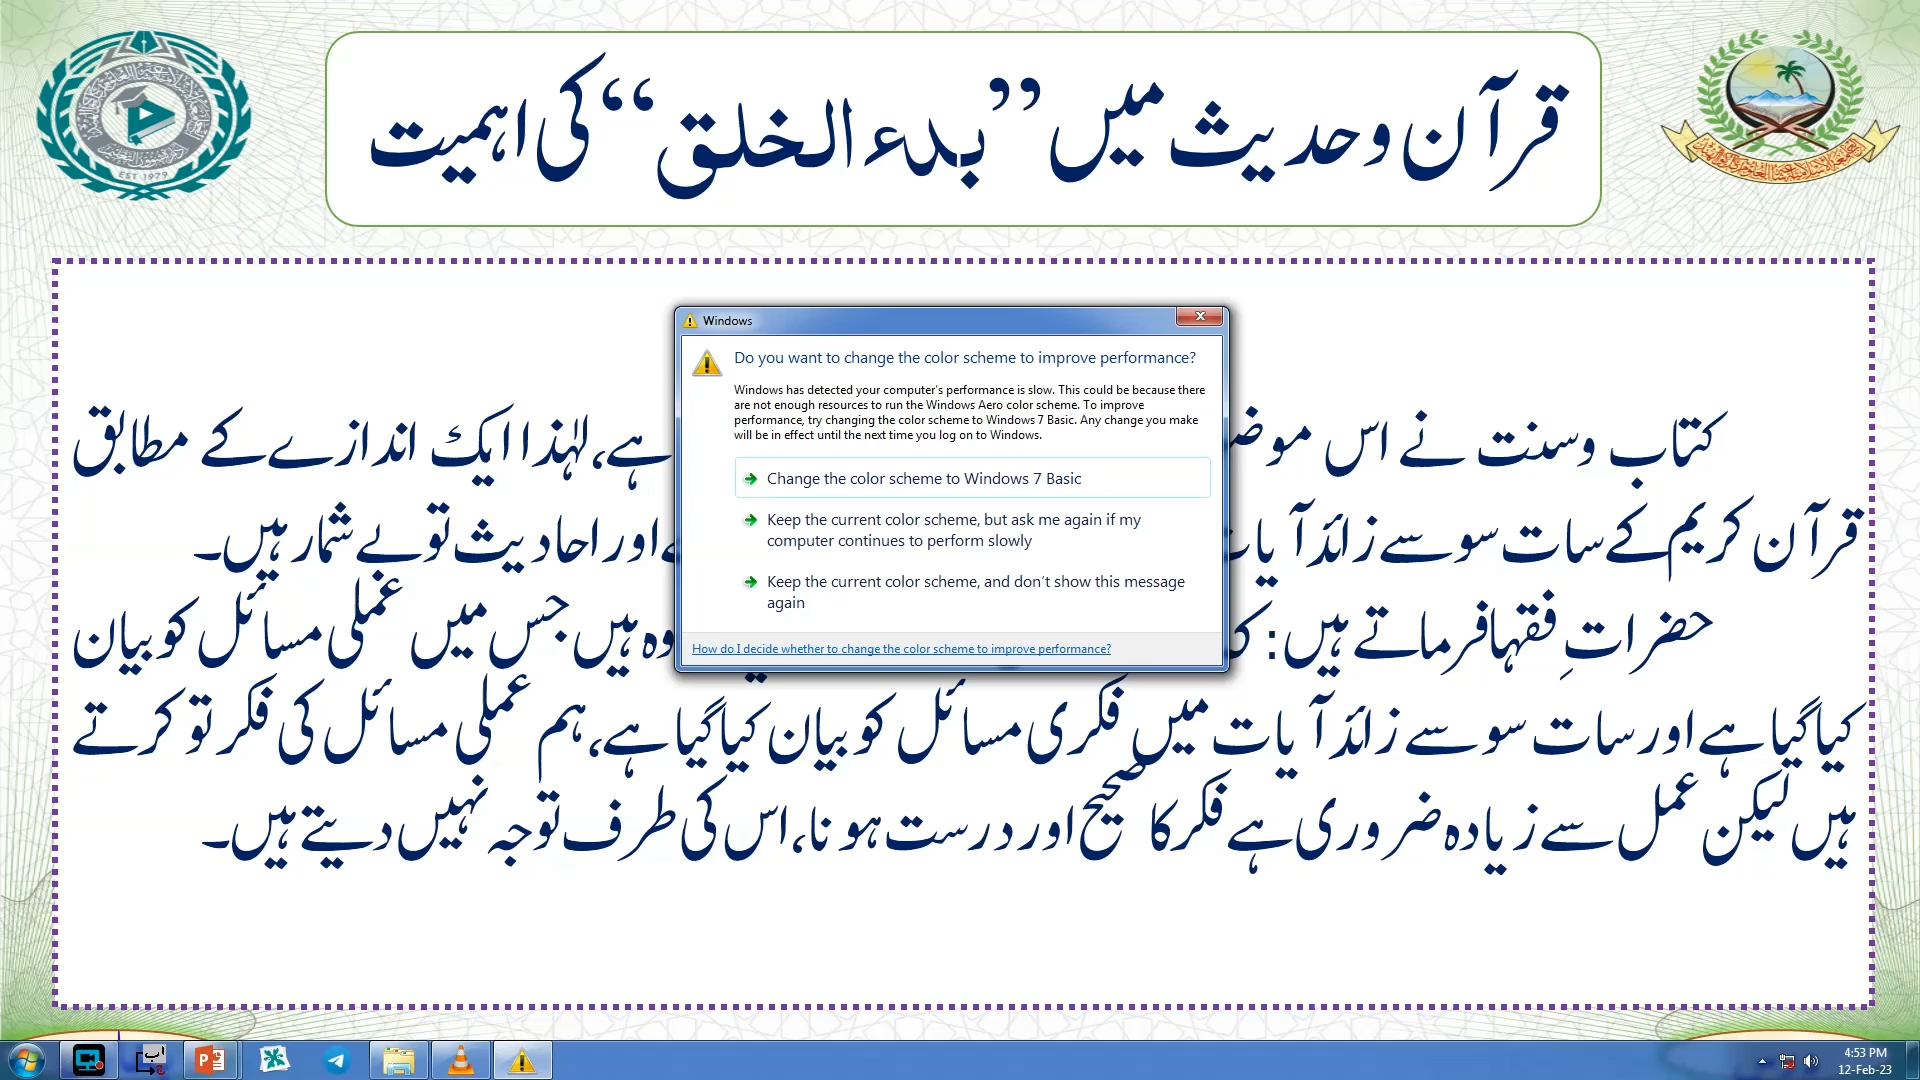 قرآن وحدیث میں ”بدء الخلق“ کی اہمیت
EST 1979
کتاب وسنت نے اس ہے، لہٰذا ایک اندازے کے مطابق
قرآن کریم کے سات سو سے زائد اور احادیث تو بے شمار ہیں۔
حضراتِ فقہا فرماتے ہیں: وہ ہیں جس میں عملی مسائل کو بیان
کیا گیا ہے اور سات سو سے زائد آیات میں فکری مسائل کو بیان کیا گیا ہے، ہم عملی مسائل کی فکر تو کرتے
ہیں لیکن عمل سے زیادہ ضروری ہے فکر کا صحیح اور درست ہونا، اس کی طرف توجہ نہیں دیتے ہیں۔
Windows
Do you want to change the color scheme to improve performance?
Windows has detected your computer's performance is slow. This could be because there
are not enough resources to run the Windows Aero color scheme. To improve
performance, try changing the color scheme to Windows 7 Basic. Any change you make
will be in effect until the next time you log on to Windows.
Change the color scheme to Windows 7 Basic
Keep the current color scheme, but ask me again if my
computer continues to perform slowly
Keep the current color scheme, and don't show this message
again
How do I decide whether to change the color scheme to improve performance?
4:53 PM
12-Feb-23